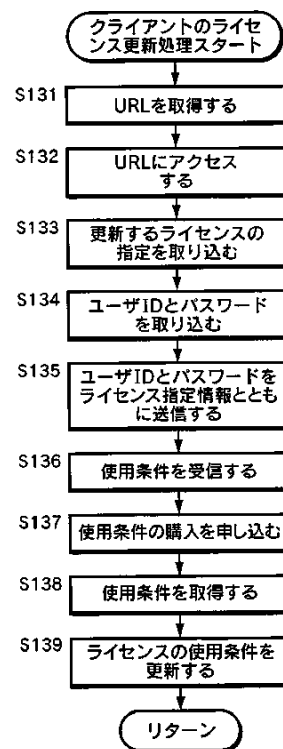 クライアントのライセ
ンス更新処理スタート
S131
URLを取得する
S132
URLにアクセス
する
S133
更新するライセンスの
指定を取り込む
S134
ユーザIDとパスワード
を取り込む
S135
ユーザIDとパスワードを
ライセンス指定情報ととも
に送信する
S136
使用条件を受信する
S137
使用条件の購入を申し込む
S138
使用条件を取得する
S139
ライセンスの使用条件を
更新する
リターン